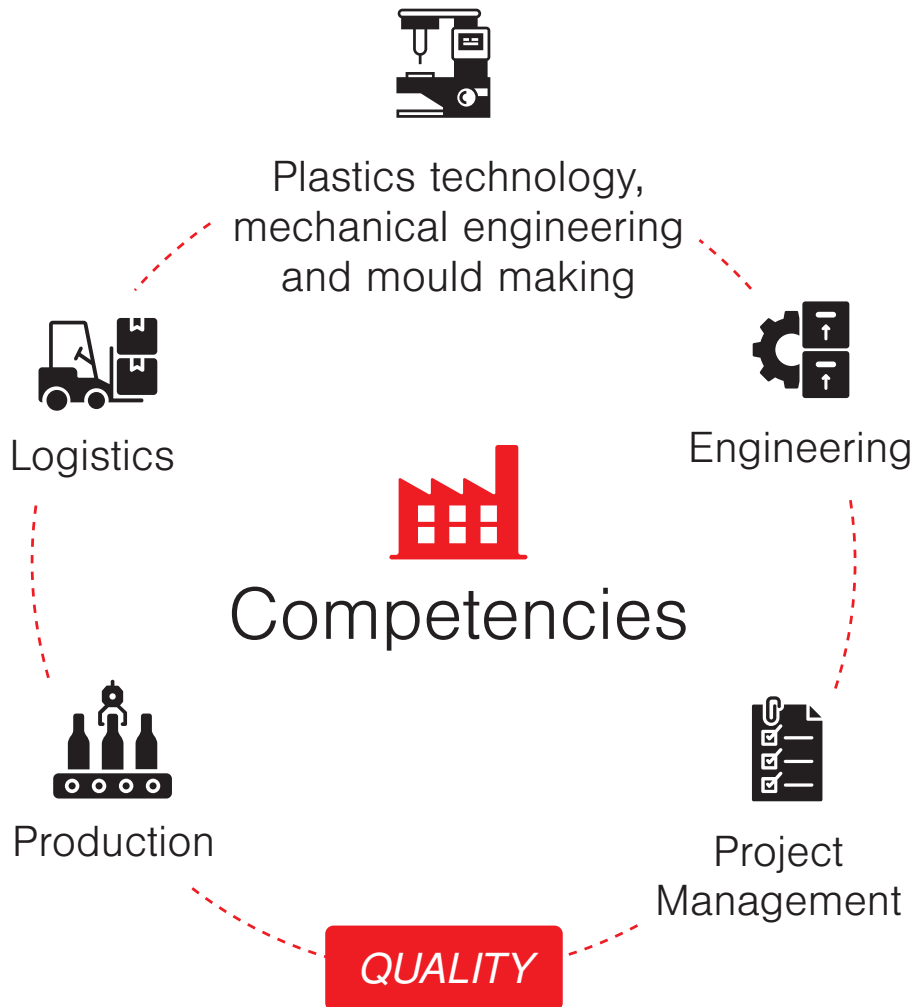 Plastics technology,
mechanical engineering
and mould making
Logistics
Engineering
Competencies
Production
Project
Management
QUALITY